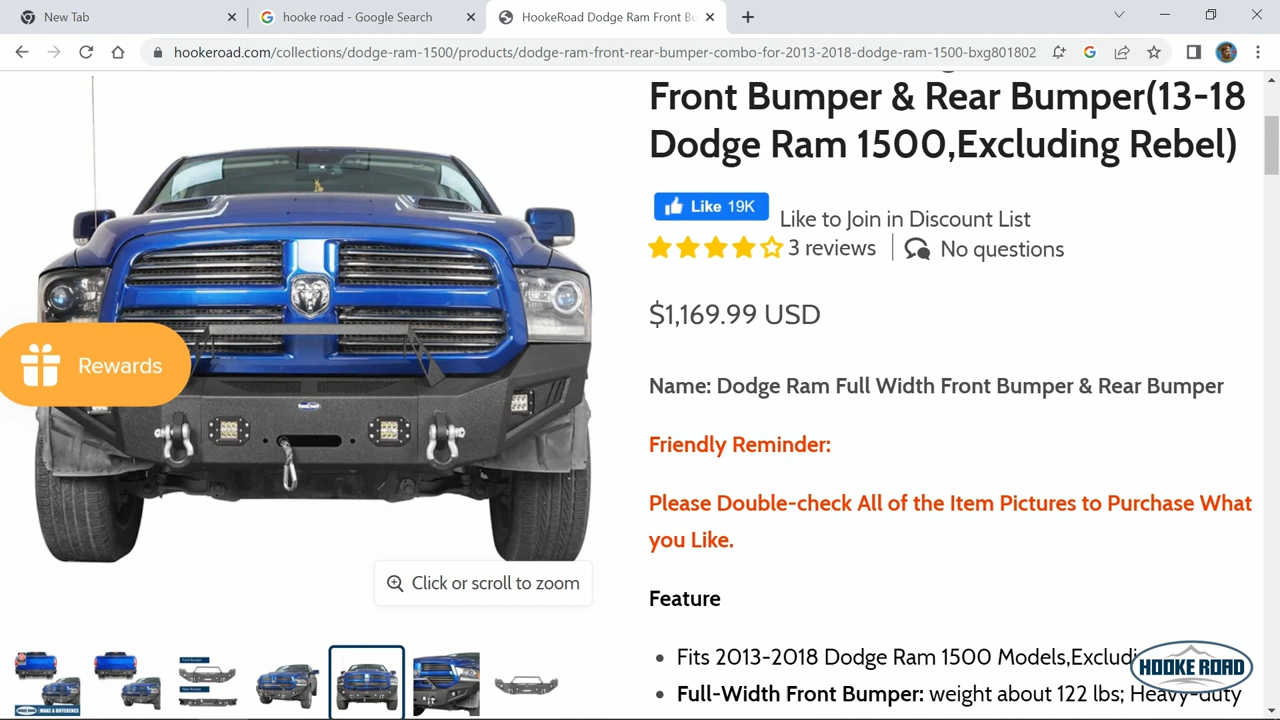 New Tab
hooke road - Google Search
HookeRoad Dodge Ram Front Bu
hookeroad.com/collections/dodge-ram-1500/products/dodge-ram-front-rear-bumper-combo-for-2013-2018-dodge-ram-1500-bxg801802
Front Bumper & Rear Bumper(13-18
Dodge Ram 1500,Excluding Rebel)
Like 19K
Like to Join in Discount List
3 reviews
No questions
$1,169.99 USD
Rewards
Name: Dodge Ram Full Width Front Bumper & Rear Bumper
Friendly Reminder:
Please Double-check All of the Item Pictures to Purchase What
you Like.
Click or scroll to zoom
Feature
• Fits 2013-2018 Dodge Ram 1500 Models,Excludi
HOOKE ROAD
• Full-Width Front Bumper: weight about 122 lbs; Heavy-duty